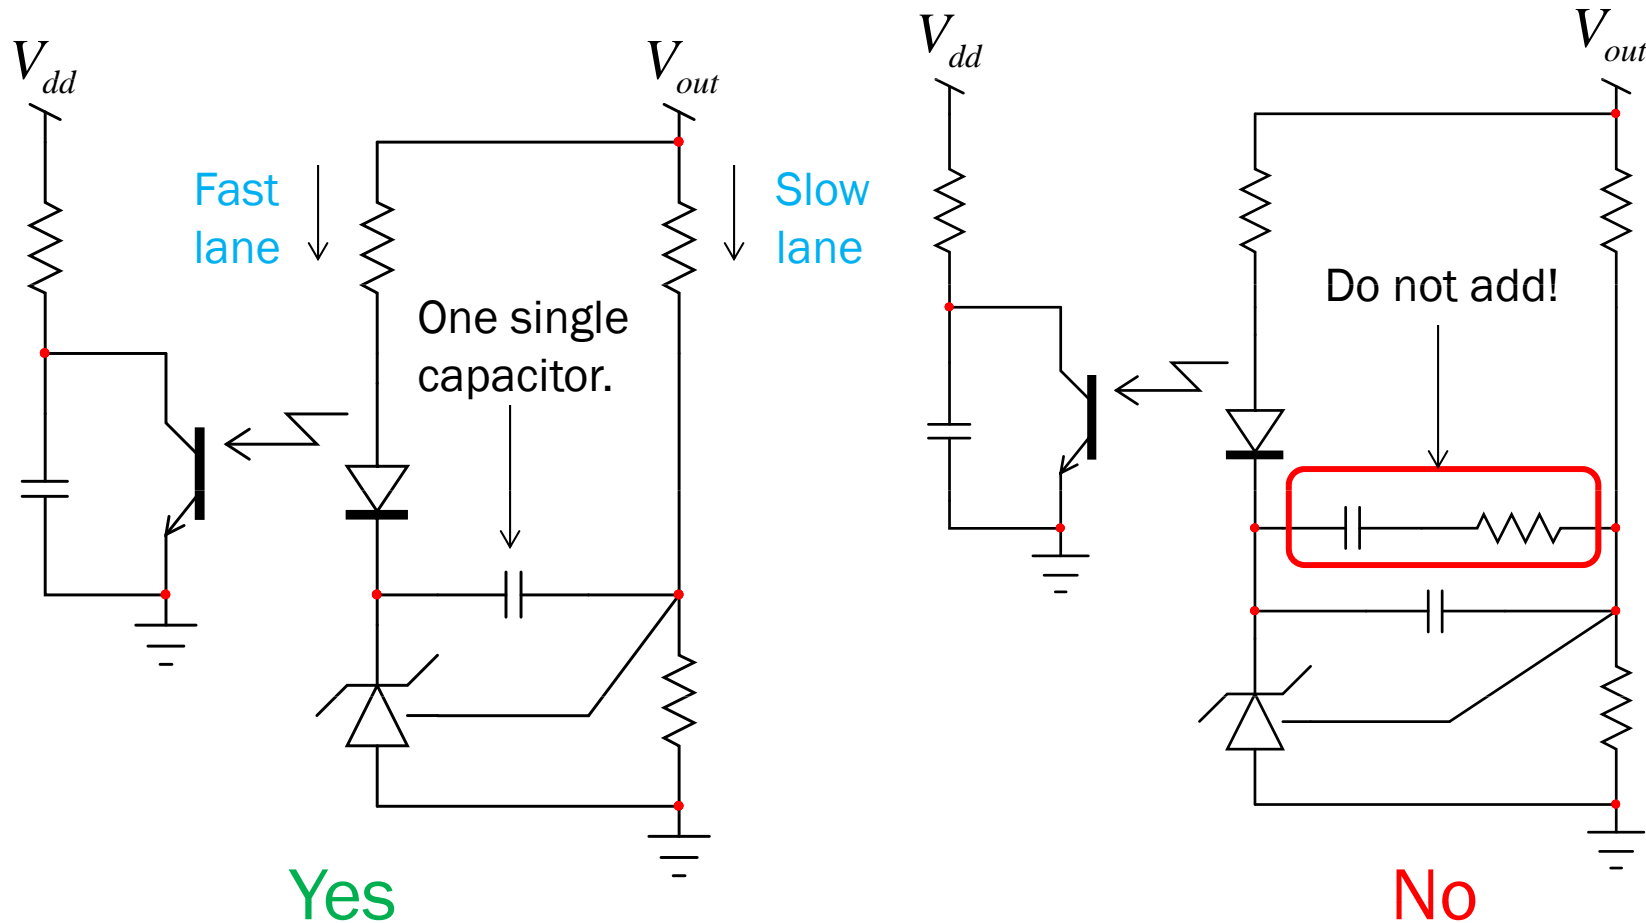 Vdd
Vout
Fast
lane
Slow
lane
One single
capacitor.
Yes
Vdd
Vout
Do not add!
No